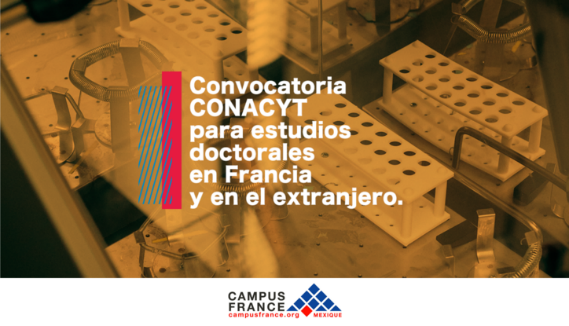 Convocatoria
CONACYT
para estudios
doctorales
en Francia
y en el extranjero.
CAMPUS
FRANCE
campusfrance.org
MEXIQUE